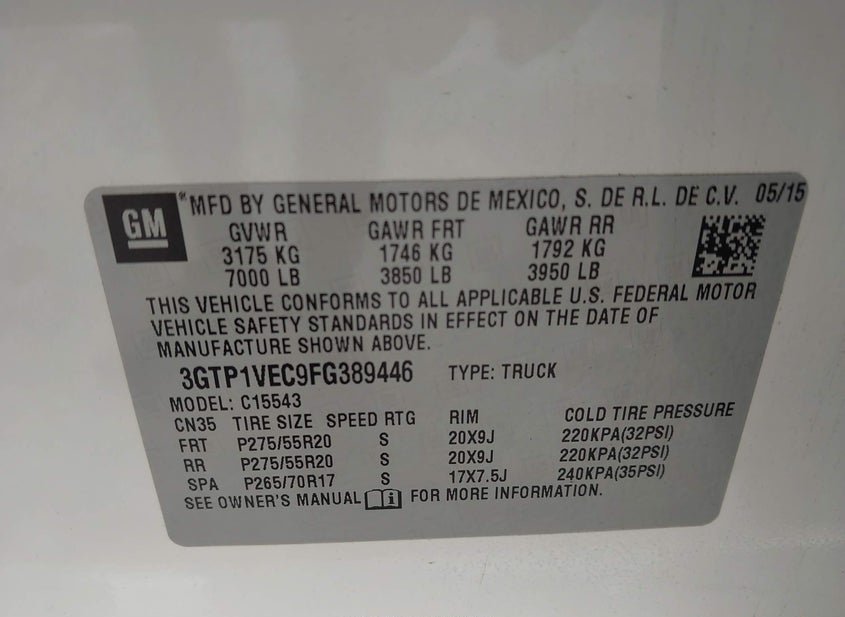 GM
MFD BY GENERAL MOTORS DE MEXICO, S. DE R.L. DE C.V. 05/15
GVWR GAWR FRT GAWR RR
3175 KG 1746 KG 1792 KG
7000 LB 3850 LB 3950 LB
THIS VEHICLE CONFORMS TO ALL APPLICABLE U.S. FEDERAL MOTOR
VEHICLE SAFETY STANDARDS IN EFFECT ON THE DATE OF
MANUFACTURE SHOWN ABOVE.
3GTP1VEC9FG389446 TYPE: TRUCK
MODEL: C15543
CN35 TIRE SIZE SPEED RTG RIM COLD TIRE PRESSURE
FRT P275/55R20 S 20X9J 220KPA(32PSI)
RR P275/55R20 S 20X9J 220KPA(32PSI)
SPA P265/70R17 S 17X7.5J 240KPA(35PSI)
SEE OWNER'S MANUAL FOR MORE INFORMATION.